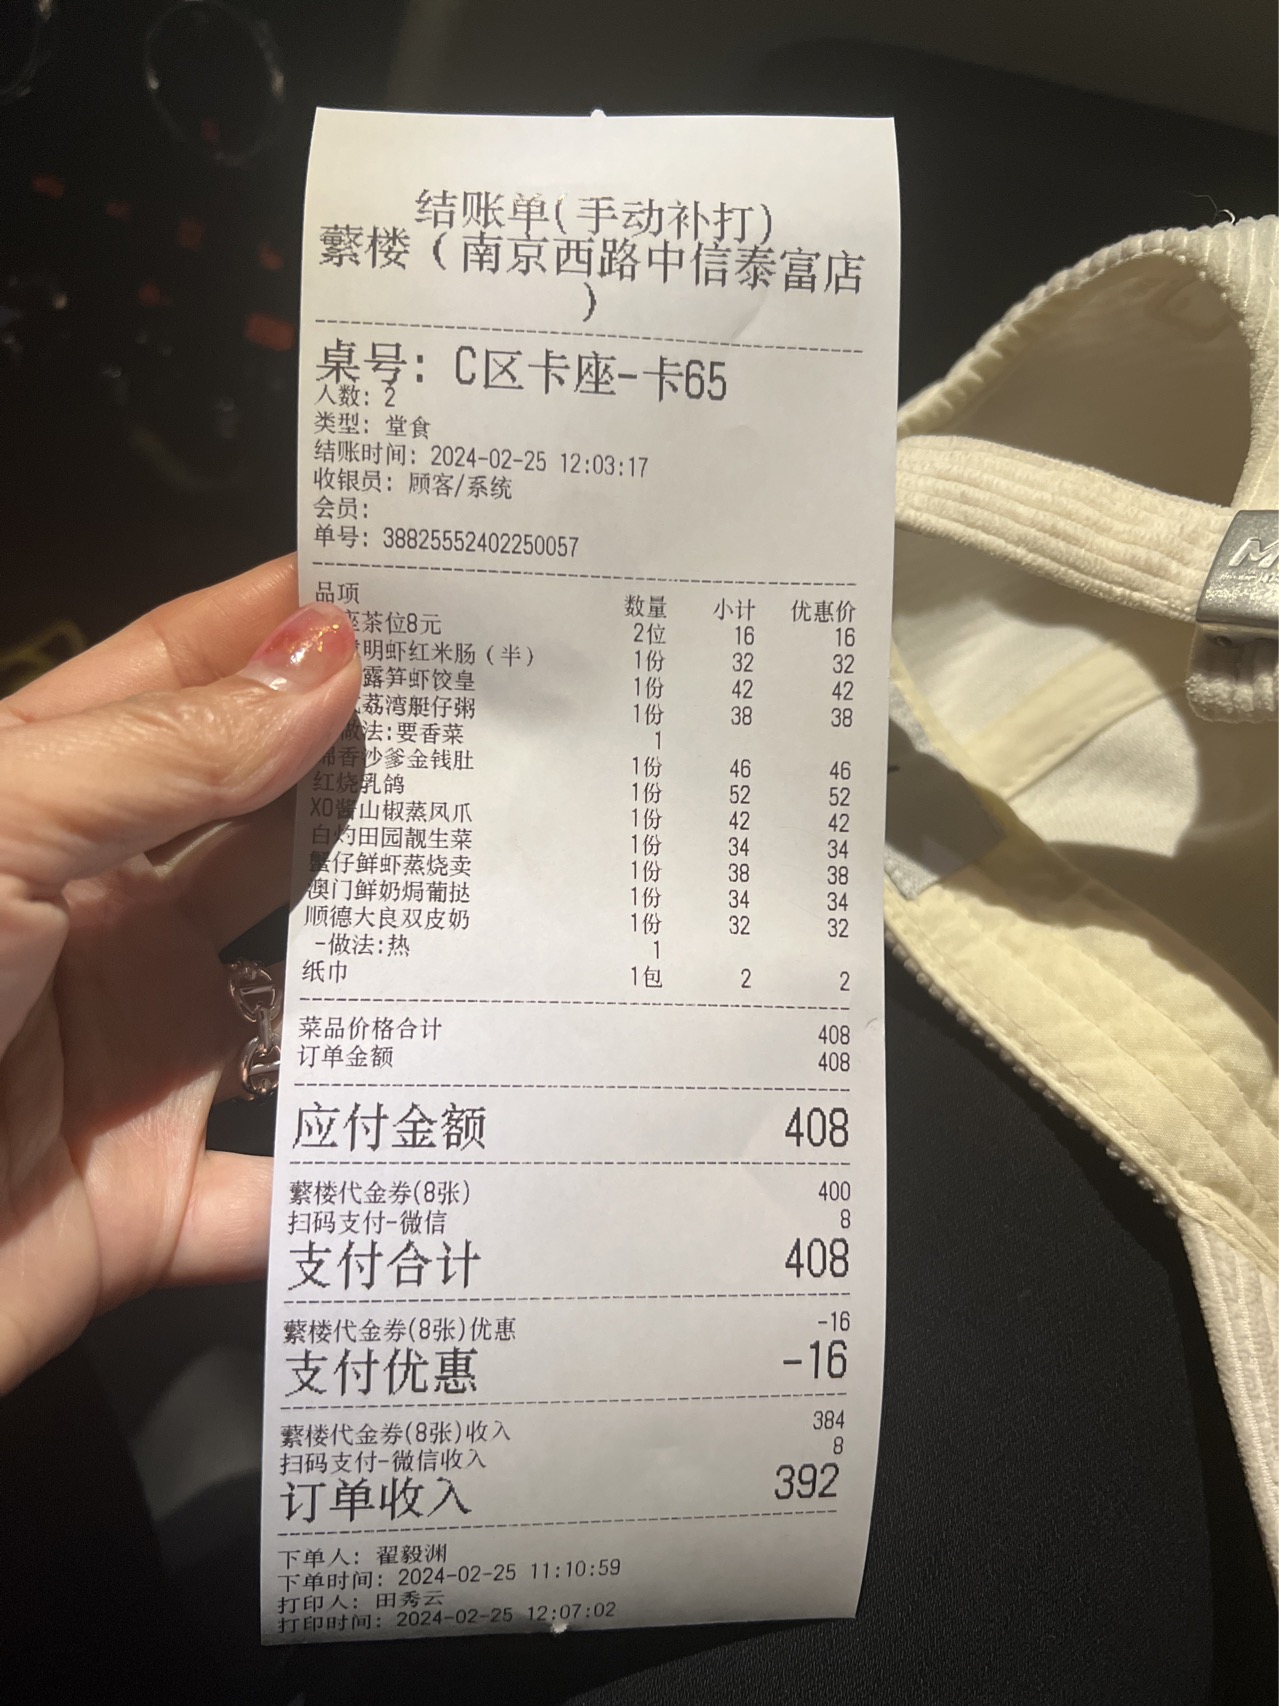 结账单(手动补打)
蘩楼（南京西路中信泰富店
）
桌号: C区卡座-卡65
人数: 2
类型: 堂食
结账时间: 2024-02-25 12:03:17
收银员: 顾客/系统
会员:
单号: 38825552402250057
品项 数量 小计 优惠价
座茶位8元 2位 16 16
明虾红米肠（半） 1份 32 32
露笋虾饺皇 1份 42 42
荔湾艇仔粥 1份 38 38
做法:要香菜 1
香沙爹金钱肚 1份 46 46
红烧乳鸽 1份 52 52
XO酱山椒蒸凤爪 1份 42 42
白灼田园靓生菜 1份 34 34
蟹仔鲜虾蒸烧卖 1份 38 38
澳门鲜奶焗葡挞 1份 34 34
顺德大良双皮奶 1份 32 32
-做法:热 1
纸巾 1包 2 2
菜品价格合计 408
订单金额 408
应付金额 408
蘩楼代金券(8张) 400
扫码支付-微信 8
支付合计 408
蘩楼代金券(8张)优惠 -16
支付优惠 -16
蘩楼代金券(8张)收入 384
扫码支付-微信收入 8
订单收入 392
下单人: 翟毅渊
下单时间: 2024-02-25 11:10:59
打印人: 田秀云
打印时间: 2024-02-25 12:07:02